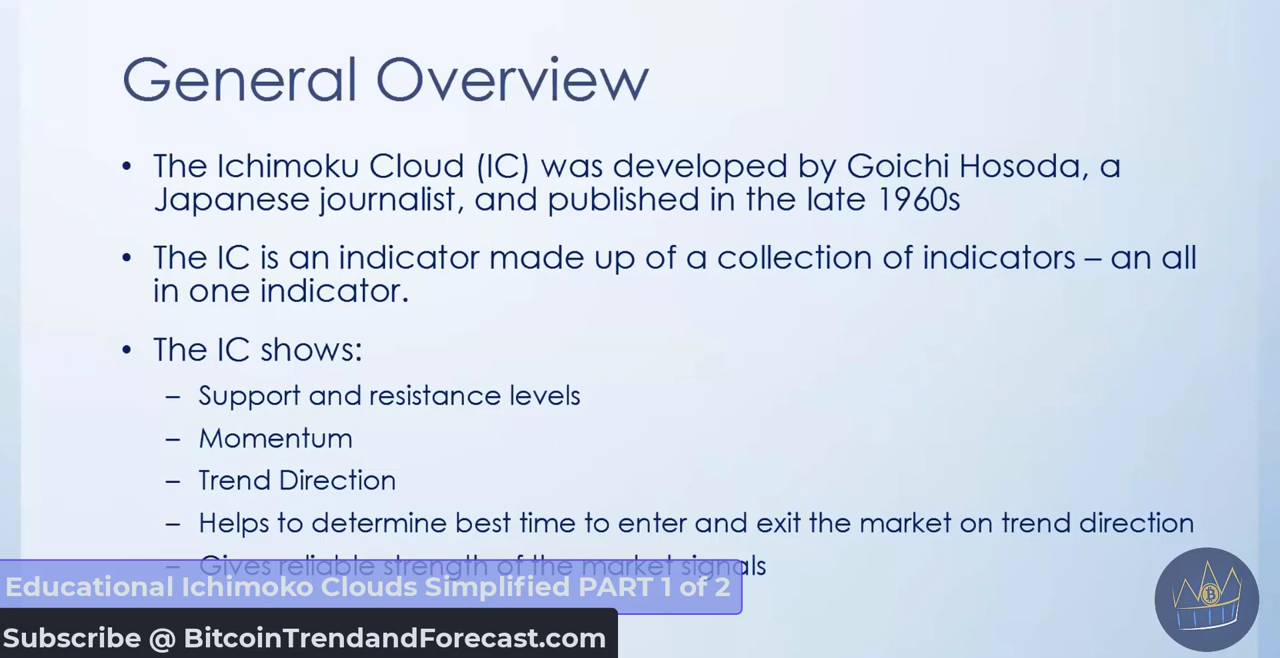 General Overview
• The Ichimoku Cloud (IC) was developed by Goichi Hosoda, a
Japanese journalist, and published in the late 1960s
• The IC is an indicator made up of a collection of indicators – an all
in one indicator.
• The IC shows:
– Support and resistance levels
– Momentum
– Trend Direction
– Helps to determine best time to enter and exit the market on trend direction
– Gives reliable strength of the market signals
Educational Ichimoko Clouds Simplified PART 1 of 2
Subscribe @ BitcoinTrendandForecast.com